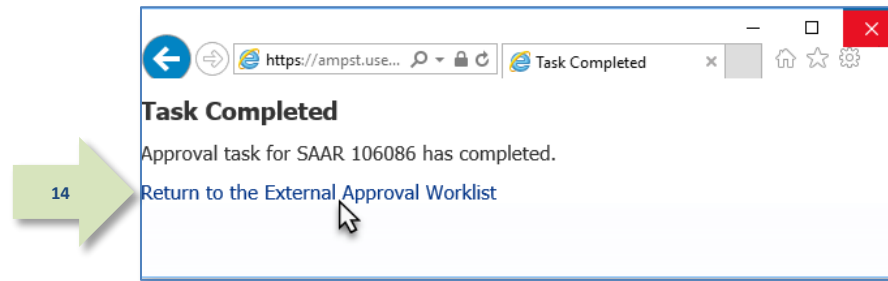 https://ampst.use... Task Completed
Task Completed
Approval task for SAAR 106086 has completed.
14 Return to the External Approval Worklist